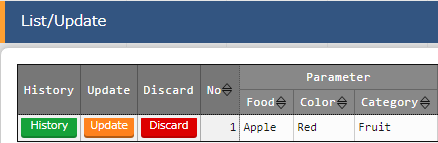 List/Update
History Update Discard No Parameter
Food Color Category
History Update Discard 1 Apple Red Fruit